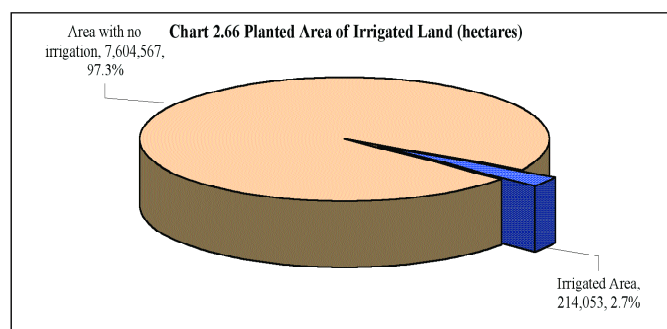 Chart 2.66 Planted Area of Irrigated Land (hectares)
Area with no
irrigation, 7,604,567,
97.3%
Irrigated Area,
214,053, 2.7%